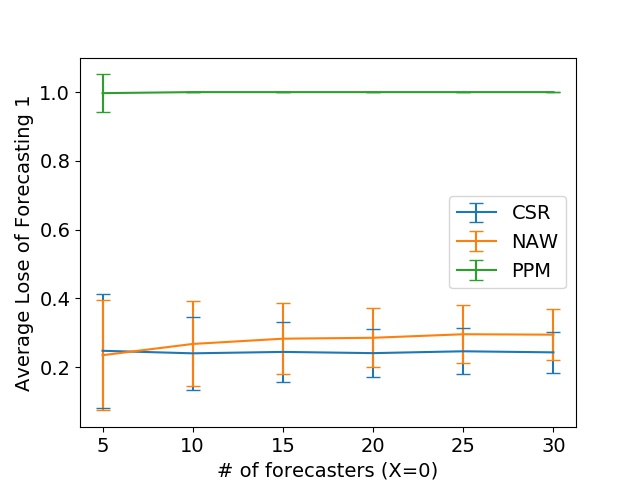 Average Lose of Forecasting 1
1.0
0.8
0.6
0.4
0.2
CSR
NAW
PPM
5 10 15 20 25 30
# of forecasters (X=0)